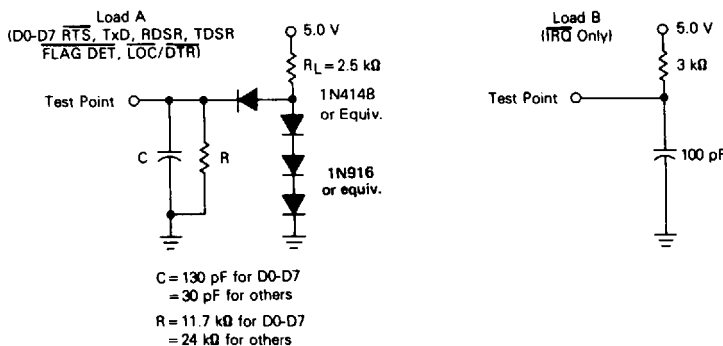 Load A
(D0-D7 RTS, TxD, RDSR, TDSR
FLAG DET, LOC/DTR)
5.0 V
RL = 2.5 kΩ
Test Point
1N4148
or Equiv.
C
R
1N916
or equiv.
C = 130 pF for D0-D7
= 30 pF for others
R = 11.7 kΩ for D0-D7
= 24 kΩ for others
Load B
(IRQ Only)
5.0 V
3 kΩ
Test Point
100 pF